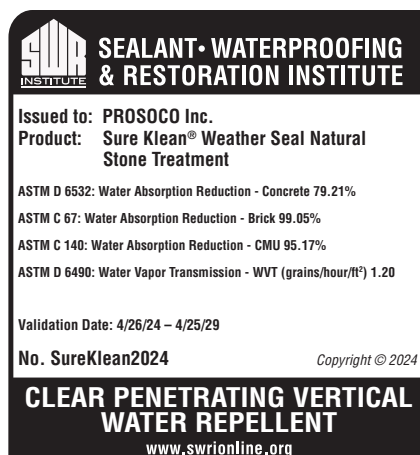 SWR
INSTITUTE
SEALANT• WATERPROOFING
& RESTORATION INSTITUTE
Issued to: PROSOCO Inc.
Product: Sure Klean® Weather Seal Natural
Stone Treatment
ASTM D 6532: Water Absorption Reduction - Concrete 79.21%
ASTM C 67: Water Absorption Reduction - Brick 99.05%
ASTM C 140: Water Absorption Reduction - CMU 95.17%
ASTM D 6490: Water Vapor Transmission - WVT (grains/hour/ft²) 1.20
Validation Date: 4/26/24 – 4/25/29
No. SureKlean2024 Copyright © 2024
CLEAR PENETRATING VERTICAL
WATER REPELLENT
www.swrionline.org